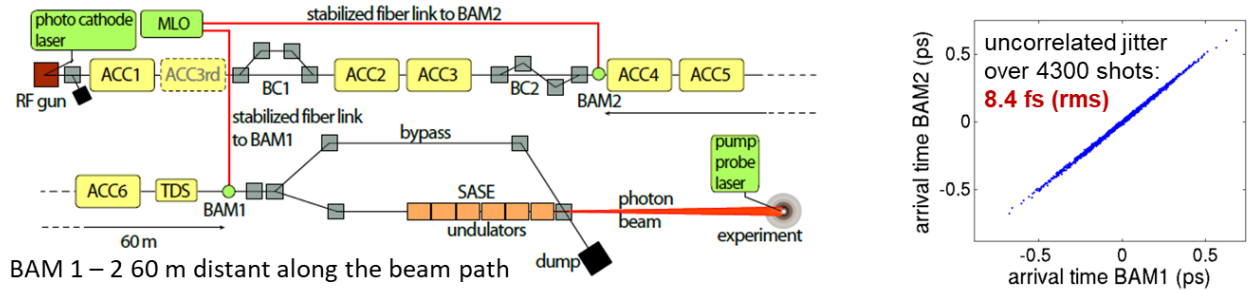 photo cathode
laser
MLO
stabilized fiber link to BAM2
RF gun
ACC1
ACC3rd
BC1
ACC2
ACC3
BC2
BAM2
ACC4
ACC5
stabilized fiber link
to BAM1
bypass
pump
probe
laser
ACC6
TDS
BAM1
SASE
undulators
photon
beam
experiment
60 m
dump
BAM 1 – 2 60 m distant along the beam path
uncorrelated jitter
over 4300 shots:
8.4 fs (rms)
arrival time BAM2 (ps)
0.5
0
-0.5
-0.5
0
0.5
arrival time BAM1 (ps)